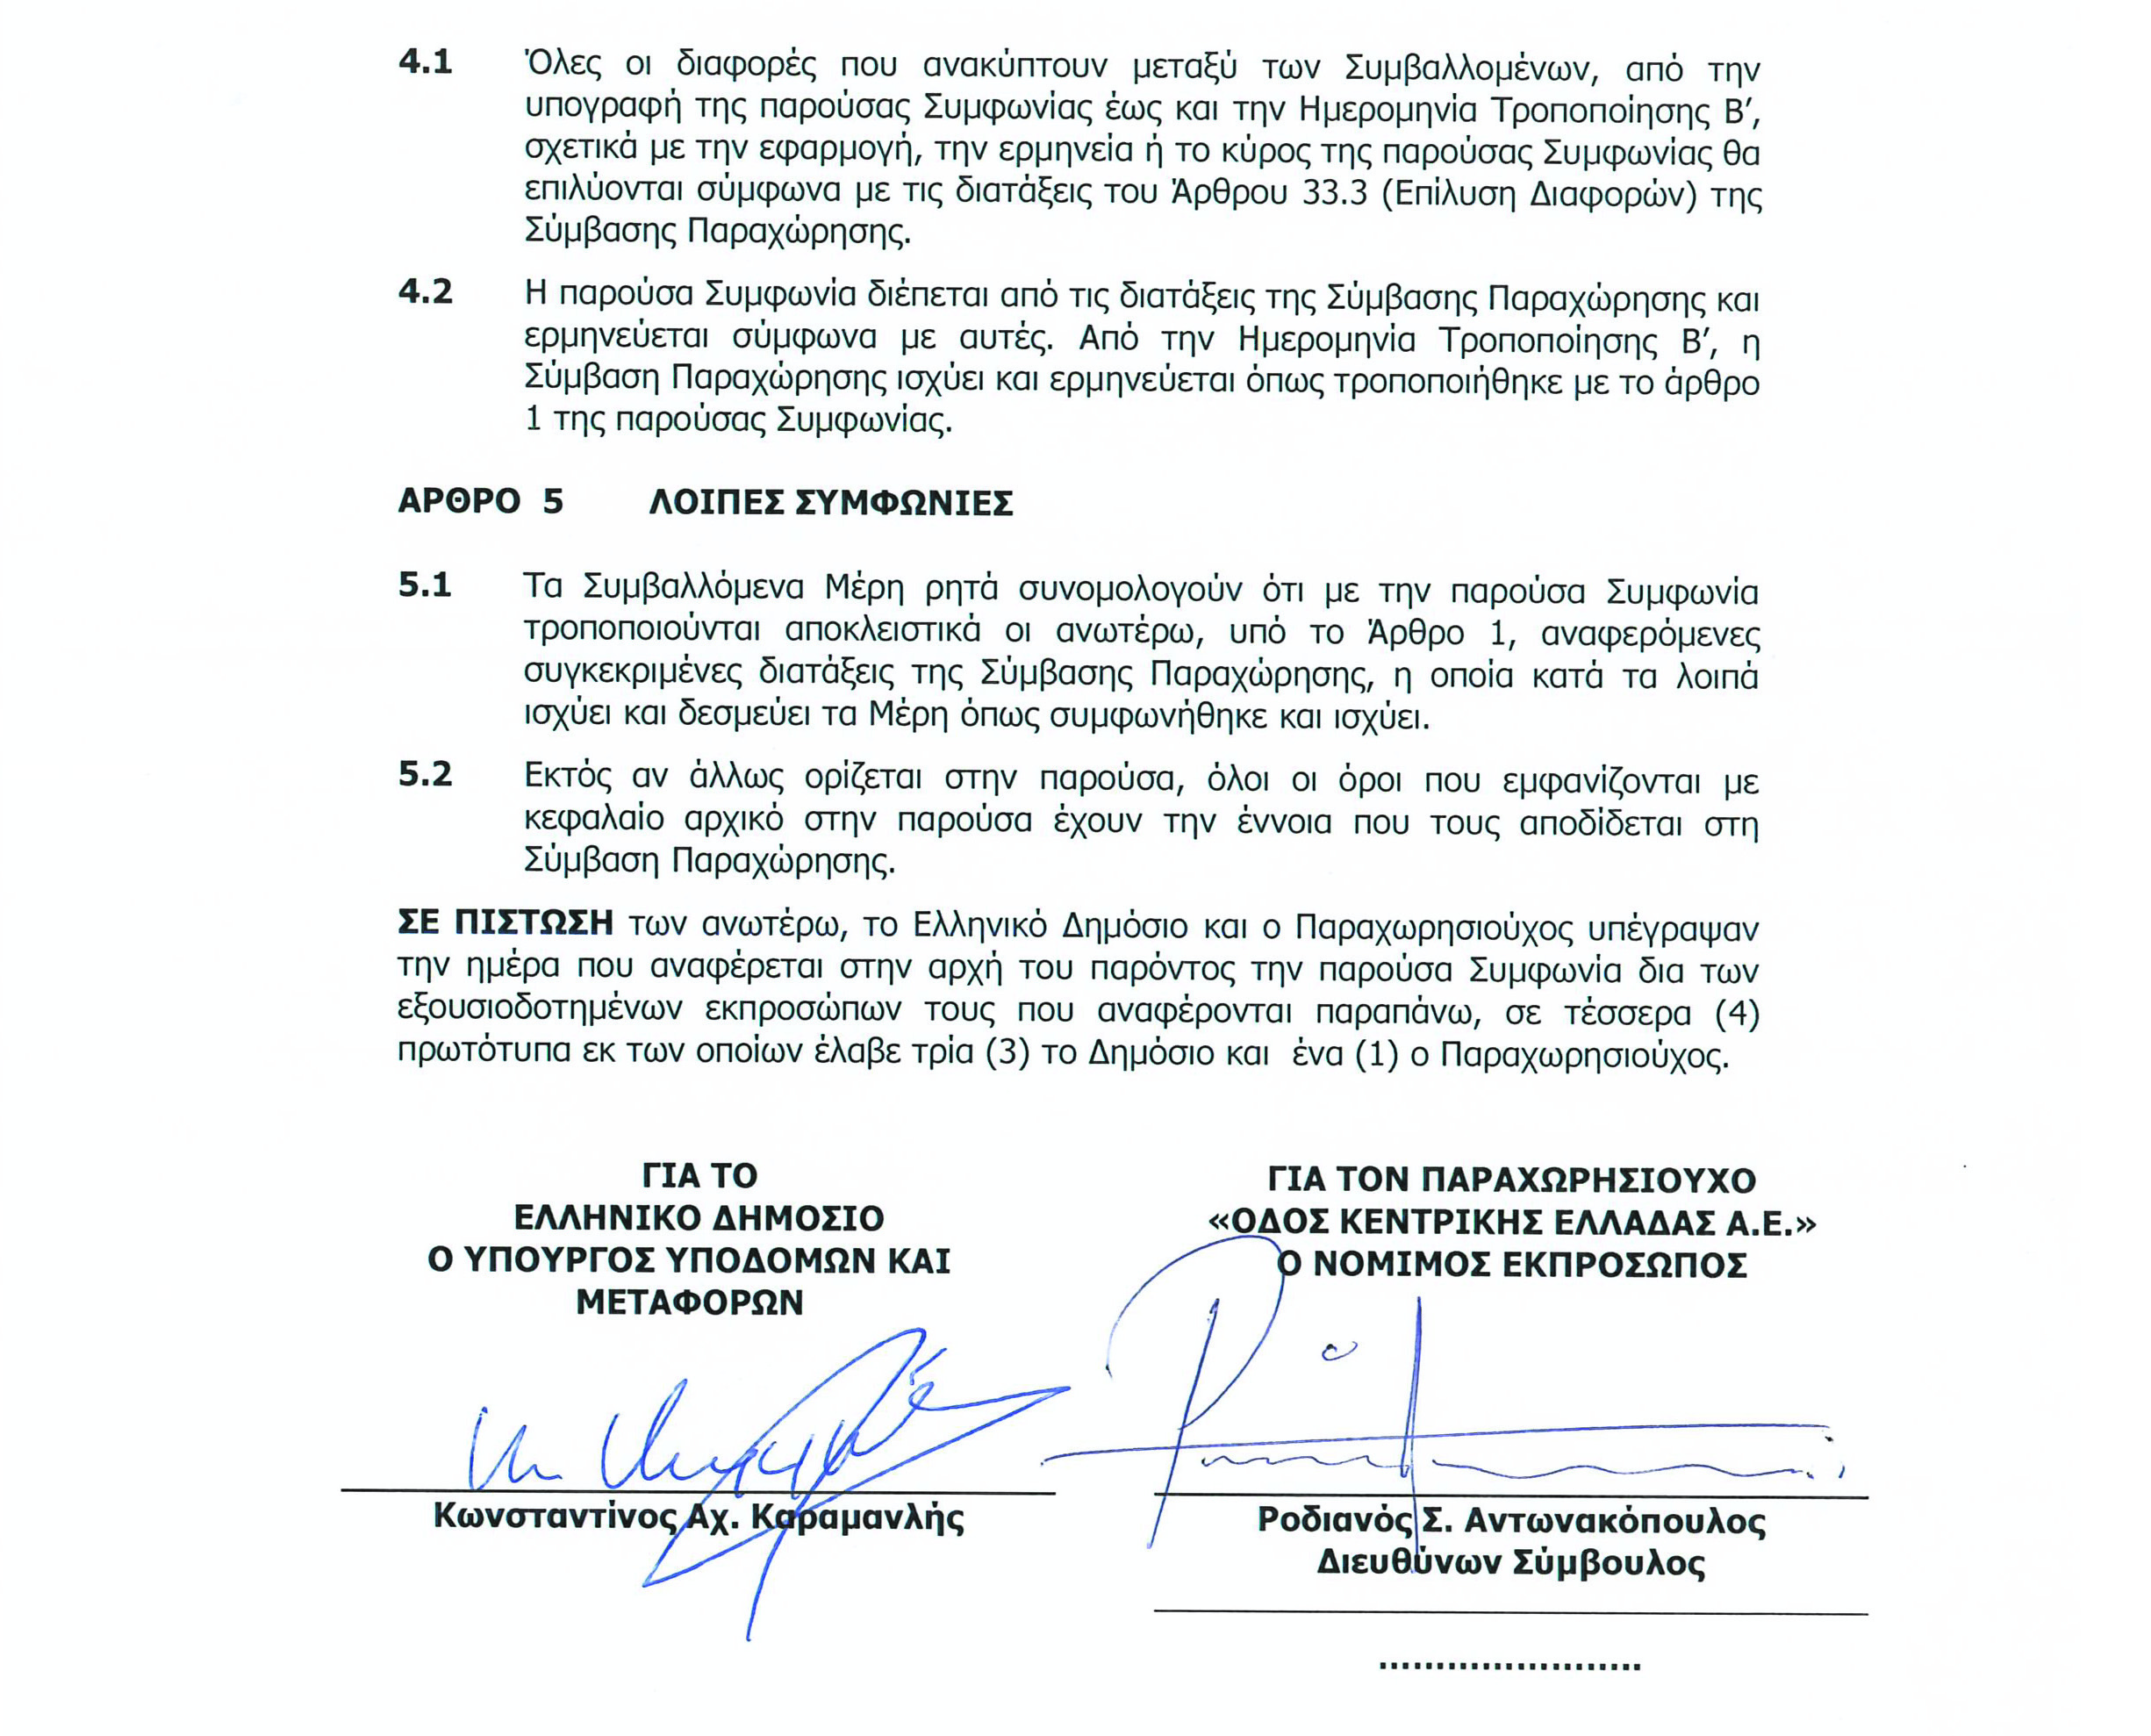 4.1 Όλες οι διαφορές που ανακύπτουν μεταξύ των Συμβαλλομένων, από την
υπογραφή της παρούσας Συμφωνίας έως και την Ημερομηνία Τροποποίησης Β’,
σχετικά με την εφαρμογή, την ερμηνεία ή το κύρος της παρούσας Συμφωνίας θα
επιλύονται σύμφωνα με τις διατάξεις του Άρθρου 33.3 (Επίλυση Διαφορών) της
Σύμβασης Παραχώρησης.
4.2 Η παρούσα Συμφωνία διέπεται από τις διατάξεις της Σύμβασης Παραχώρησης και
ερμηνεύεται σύμφωνα με αυτές. Από την Ημερομηνία Τροποποίησης Β’, η
Σύμβαση Παραχώρησης ισχύει και ερμηνεύεται όπως τροποποιήθηκε με το άρθρο
1 της παρούσας Συμφωνίας.
ΑΡΘΡΟ 5 ΛΟΙΠΕΣ ΣΥΜΦΩΝΙΕΣ
5.1 Τα Συμβαλλόμενα Μέρη ρητά συνομολογούν ότι με την παρούσα Συμφωνία
τροποποιούνται αποκλειστικά οι ανωτέρω, υπό το Άρθρο 1, αναφερόμενες
συγκεκριμένες διατάξεις της Σύμβασης Παραχώρησης, η οποία κατά τα λοιπά
ισχύει και δεσμεύει τα Μέρη όπως συμφωνήθηκε και ισχύει.
5.2 Εκτός αν άλλως ορίζεται στην παρούσα, όλοι οι όροι που εμφανίζονται με
κεφαλαίο αρχικό στην παρούσα έχουν την έννοια που τους αποδίδεται στη
Σύμβαση Παραχώρησης.
ΣΕ ΠΙΣΤΩΣΗ των ανωτέρω, το Ελληνικό Δημόσιο και ο Παραχωρησιούχος υπέγραψαν
την ημέρα που αναφέρεται στην αρχή του παρόντος την παρούσα Συμφωνία δια των
εξουσιοδοτημένων εκπροσώπων τους που αναφέρονται παραπάνω, σε τέσσερα (4)
πρωτότυπα εκ των οποίων έλαβε τρία (3) το Δημόσιο και ένα (1) ο Παραχωρησιούχος.
ΓΙΑ ΤΟ
ΕΛΛΗΝΙΚΟ ΔΗΜΟΣΙΟ
Ο ΥΠΟΥΡΓΟΣ ΥΠΟΔΟΜΩΝ ΚΑΙ
ΜΕΤΑΦΟΡΩΝ
Κωνσταντίνος Αχ. Καραμανλής
ΓΙΑ ΤΟΝ ΠΑΡΑΧΩΡΗΣΙΟΥΧΟ
«ΟΔΟΣ ΚΕΝΤΡΙΚΗΣ ΕΛΛΑΔΑΣ Α.Ε.»
Ο ΝΟΜΙΜΟΣ ΕΚΠΡΟΣΩΠΟΣ
Ροδιανός Σ. Αντωνακόπουλος
Διευθύνων Σύμβουλος
.......................